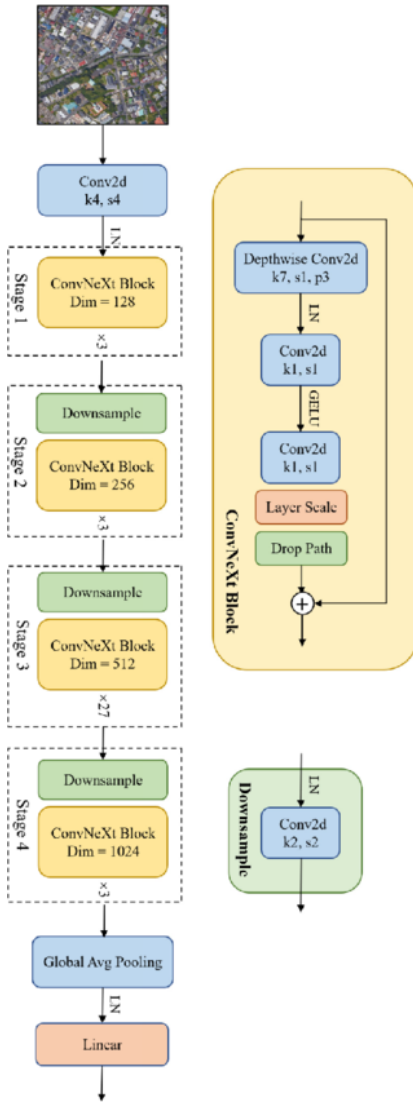 Conv2d
k4, s4
LN
ConvNeXt Block
Dim = 128
×3
Stage 1
Downsample
ConvNeXt Block
Dim = 256
×3
Stage 2
Downsample
ConvNeXt Block
Dim = 512
×27
Stage 3
Downsample
ConvNeXt Block
Dim = 1024
×3
Stage 4
Global Avg Pooling
LN
Linear
Depthwise Conv2d
k7, s1, p3
LN
Conv2d
k1, s1
GELU
Conv2d
k1, s1
Layer Scale
Drop Path
+
ConvNeXt Block
LN
Conv2d
k2, s2
Downsample